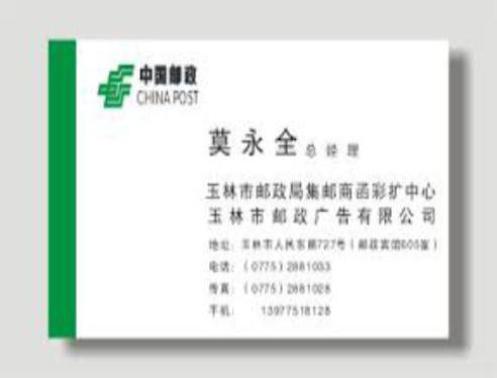 中国邮政
CHINA POST
莫永全 总经理
玉林市邮政局集邮商函彩扩中心
玉林市邮政广告有限公司
地址: 玉林市人民东路727号(邮政宾馆605室)
电话:(0775)2881003
传真:(0775)2881028
手机: 13977518128